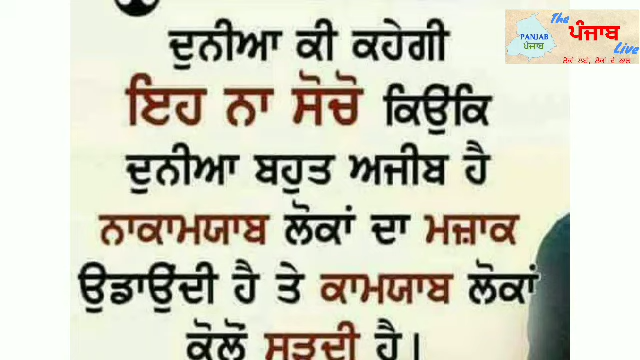 ਦੁਨੀਆ ਕੀ ਕਹੇਗੀ
ਇਹ ਨਾ ਸੋਚੋ ਕਿਉਂਕਿ
ਦੁਨੀਆ ਬਹੁਤ ਅਜੀਬ ਹੈ
ਨਾਕਾਮਯਾਬ ਲੋਕਾਂ ਦਾ ਮਜ਼ਾਕ
ਉਡਾਉਂਦੀ ਹੈ ਤੇ ਕਾਮਯਾਬ ਲੋਕਾਂ
ਕੋਲੋਂ ਸੜਦੀ ਹੈ।
The ਪੰਜਾਬ Live
PANJAB
ਪੰਜਾਬ